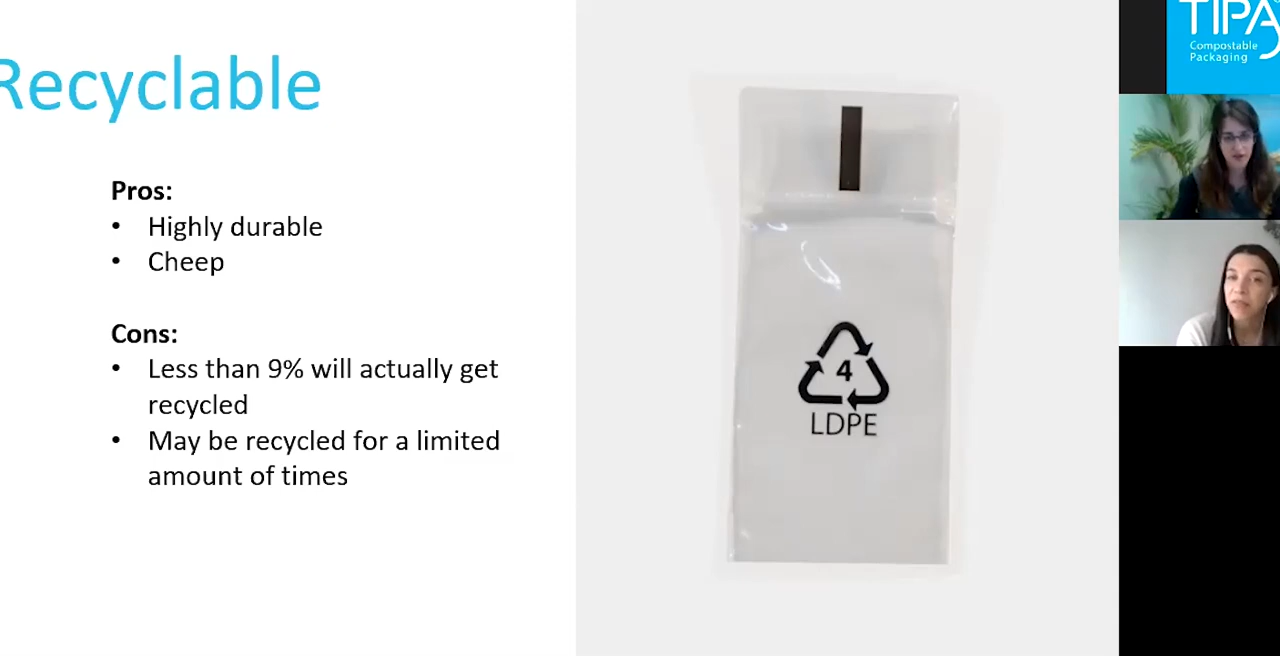 Recyclable
Pros:
• Highly durable
• Cheep
Cons:
• Less than 9% will actually get
recycled
• May be recycled for a limited
amount of times
4
LDPE
TIPA
Compostable
Packaging